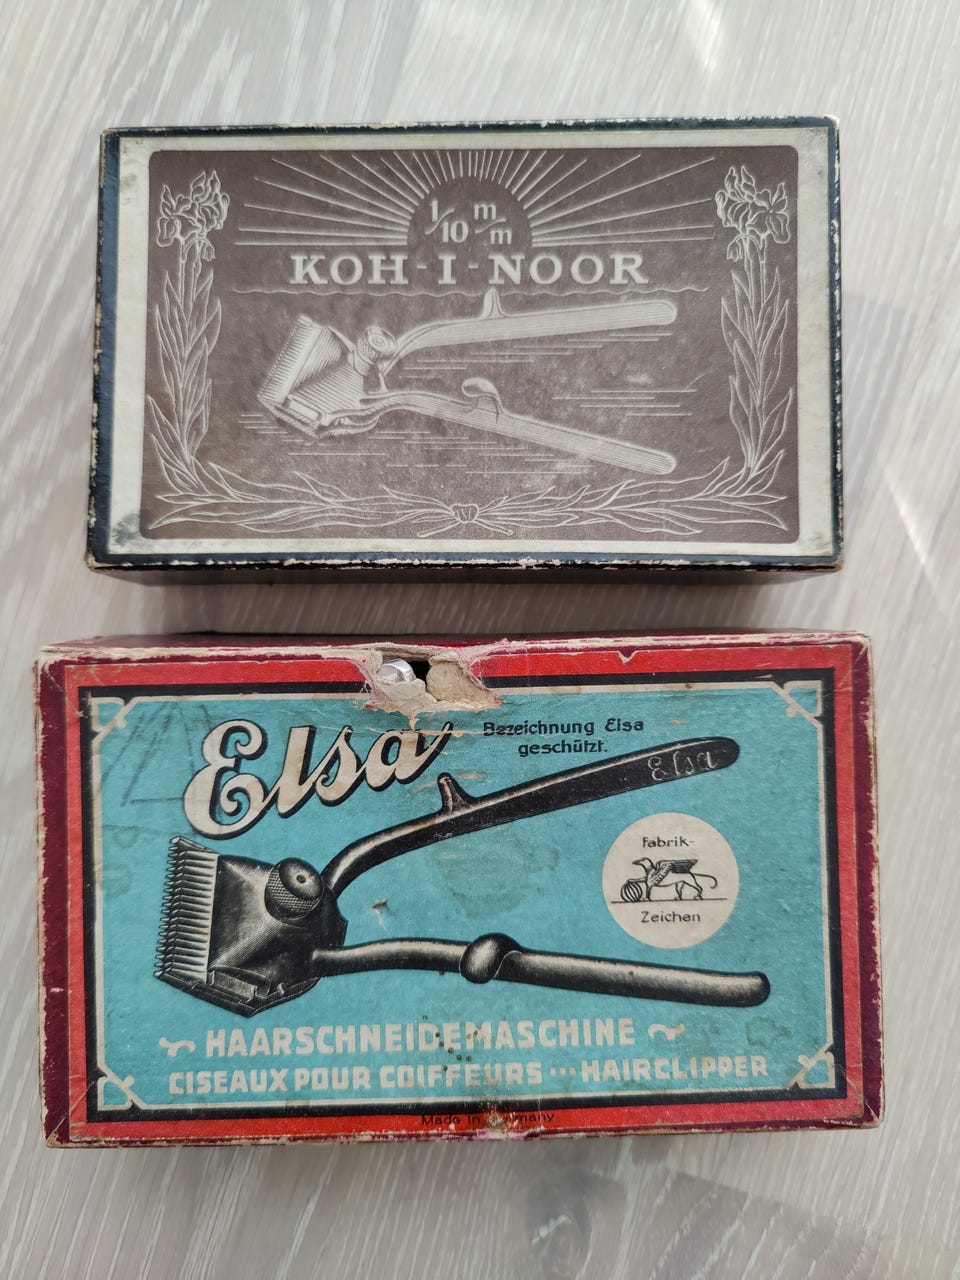 1/10 m/m
KOH-I-NOOR
Elsa
Bezeichnung Elsa
geschützt.
Elsa
Fabrik-
Zeichen
HAARSCHNEIDEMASCHINE
CISEAUX POUR COIFFEURS --- HAIRCLIPPER
Made in Germany